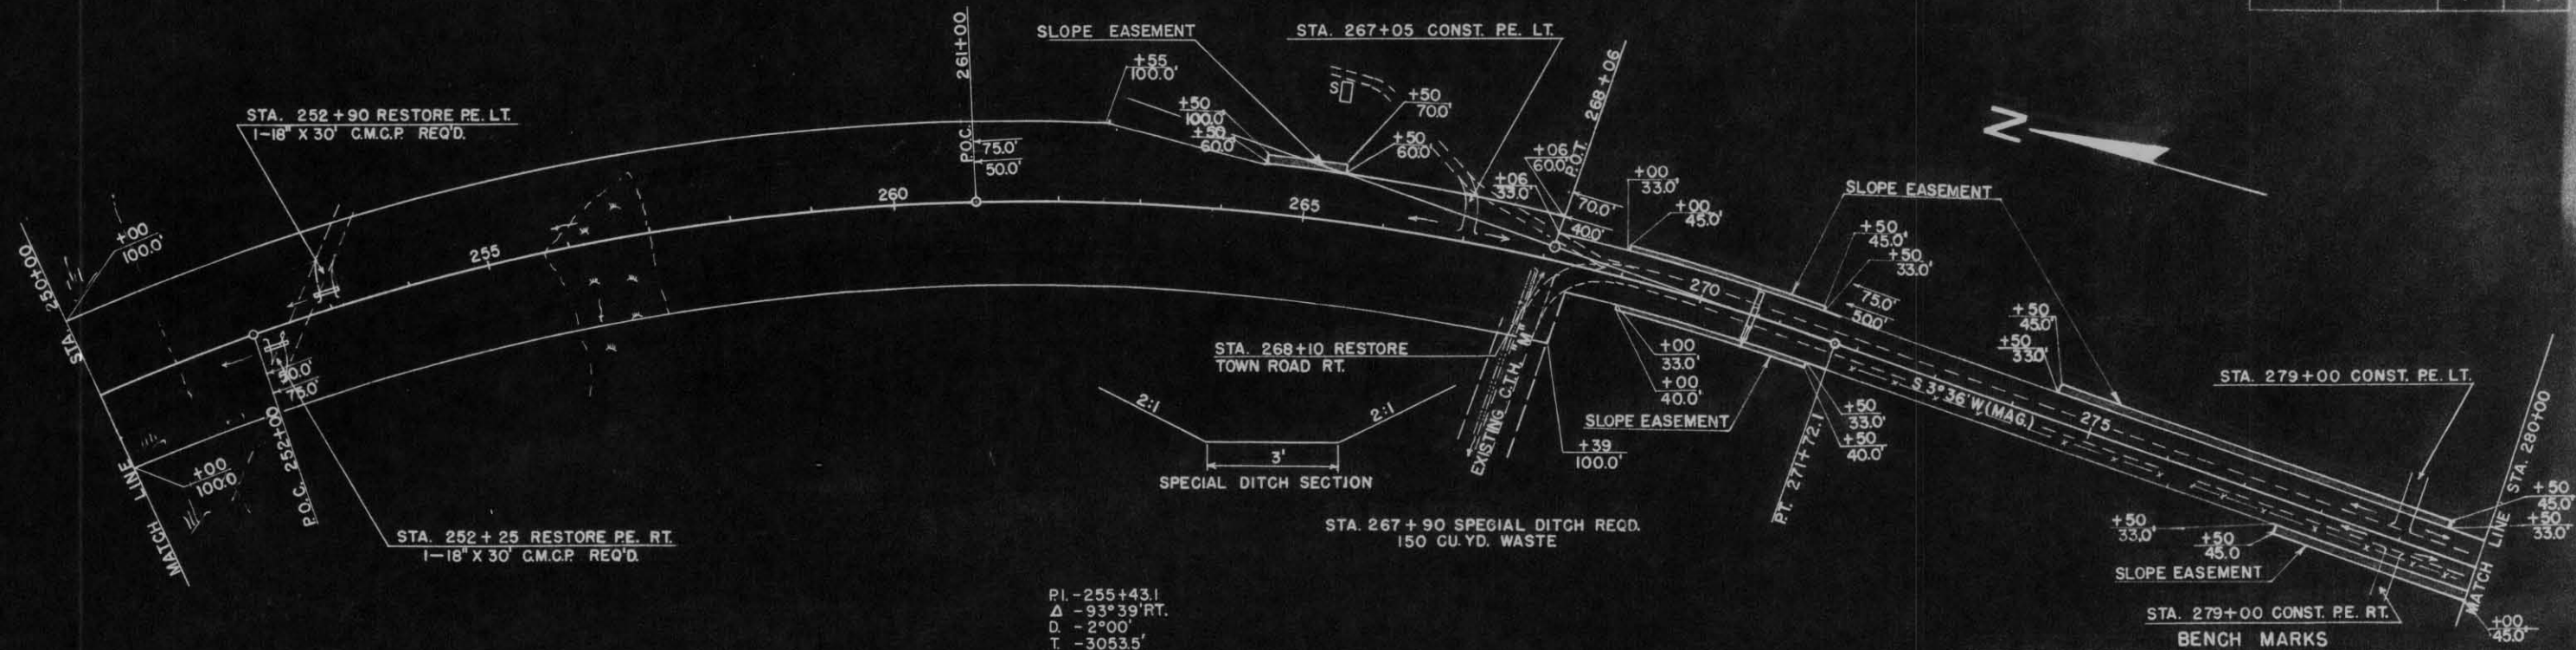 STA. 252+90 RESTORE P.E. LT.
1-18" X 30' C.M.C.P. REQ'D.
STA. 250+00
MATCH LINE
+00
100.0'
+00
100.0
50.0'
75.0'
P.O.C. 252+00
STA. 252+25 RESTORE P.E. RT.
1-18" X 30' C.M.C.P. REQ'D.
255
260
261+00
P.O.C.
75.0'
50.0'
SLOPE EASEMENT
+55
100.0'
+50
100.0'
+50
60.0'
S
+50
70.0'
+50
60.0'
STA. 267+05 CONST. P.E. LT.
265
P.O.T. 268+06
+06
60.0'
+06
33.0'
70.0'
40.0'
+00
33.0'
+00
45.0'
N
SLOPE EASEMENT
+50
45.0'
+50
33.0'
75.0'
50.0'
270
STA. 268+10 RESTORE
TOWN ROAD RT.
EXISTING C.T.H. "M"
+00
33.0'
+00
40.0'
SLOPE EASEMENT
+39
100.0'
+50
33.0'
+50
40.0'
P.T. 271+72.1
S 3°36' W (MAG.)
+50
45.0'
+50
33.0'
275
STA. 279+00 CONST. P.E. LT.
MATCH LINE STA. 280+00
+50
45.0'
+50
33.0'
+50
33.0'
+50
45.0
SLOPE EASEMENT
STA. 279+00 CONST. P.E. RT.
+00
45.0'
BENCH MARKS
2:1
2:1
3'
SPECIAL DITCH SECTION
STA. 267+90 SPECIAL DITCH REQD.
150 CU. YD. WASTE
P.I. - 255+43.1
Δ - 93°39' RT.
D. - 2°00'
T. - 3053.5'